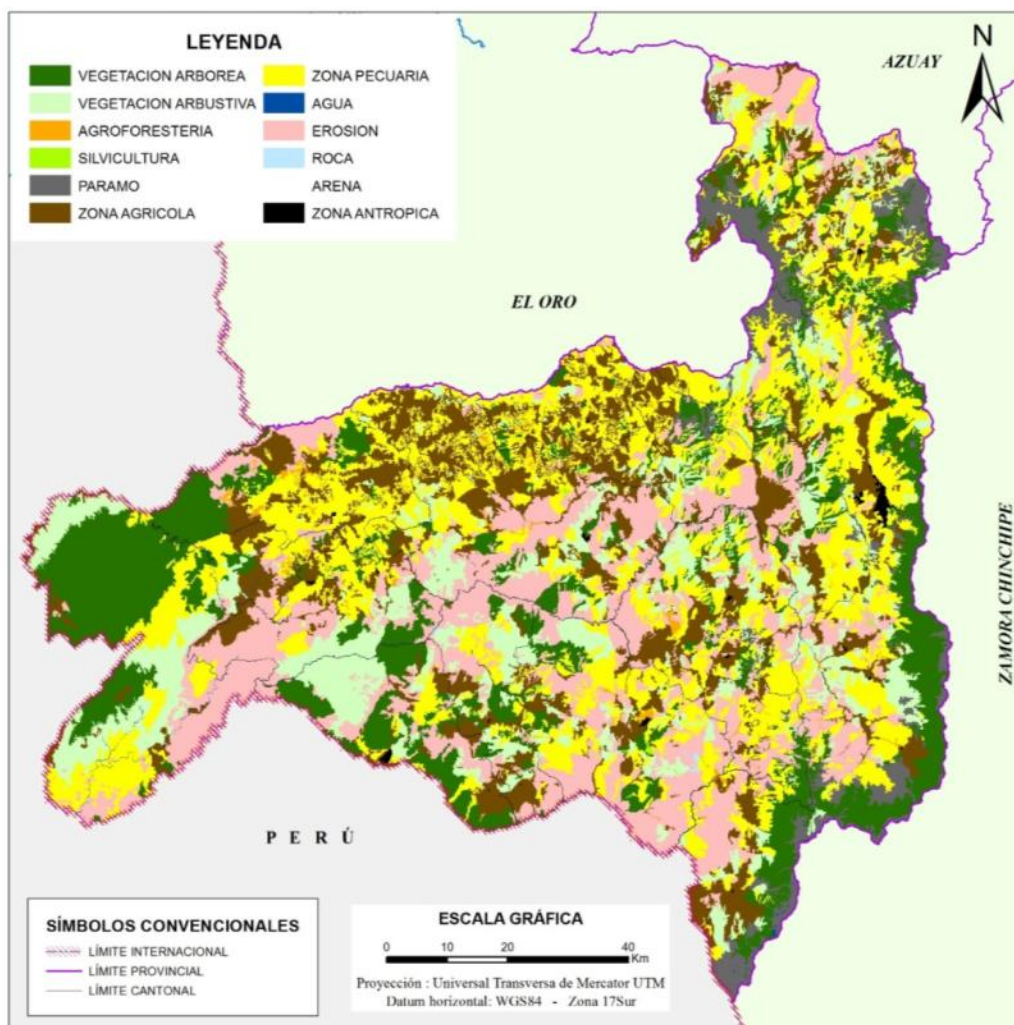 LEYENDA
VEGETACION ARBOREA
VEGETACION ARBUSTIVA
AGROFORESTERIA
SILVICULTURA
PARAMO
ZONA AGRICOLA
ZONA PECUARIA
AGUA
EROSION
ROCA
ARENA
ZONA ANTROPICA
N
AZUAY
EL ORO
ZAMORA CHINCHIPE
PERÚ
SÍMBOLOS CONVENCIONALES
LÍMITE INTERNACIONAL
LÍMITE PROVINCIAL
LÍMITE CANTONAL
ESCALA GRÁFICA
0 10 20 40
Km
Proyección : Universal Transversa de Mercator UTM
Datum horizontal: WGS84 - Zona 17Sur